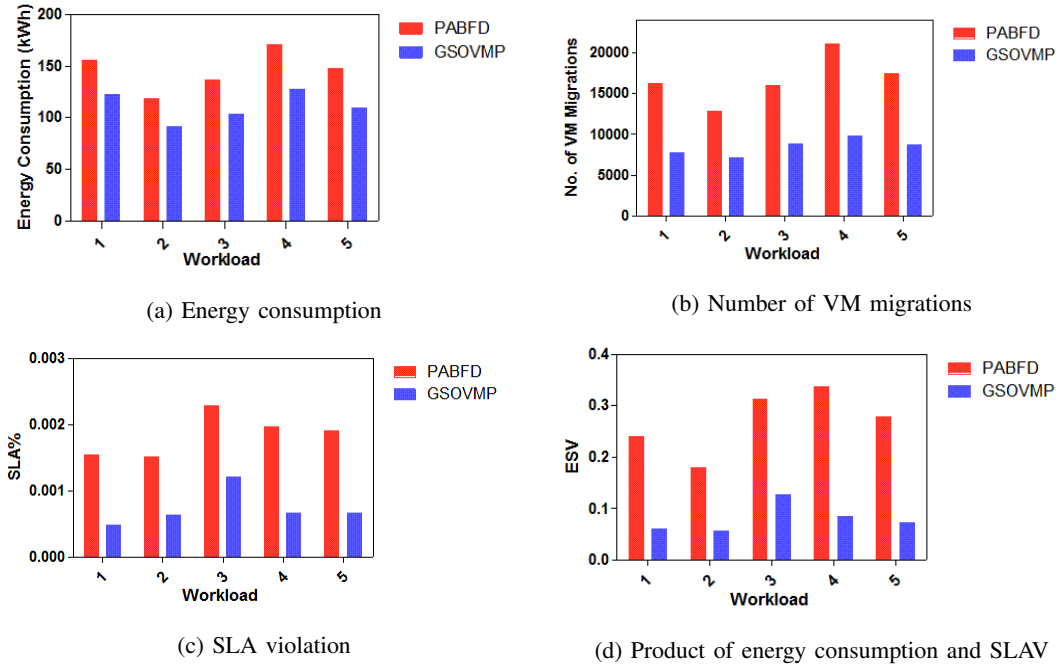 200
150
100
50
0
Energy Consumption (kWh)
1
2
3
4
5
Workload
PABFD
GSOVMP
(a) Energy consumption
20000
15000
10000
5000
0
No. of VM Migrations
1
2
3
4
5
Workload
PABFD
GSOVMP
(b) Number of VM migrations
0.003
0.002
0.001
0.000
SLA%
1
2
3
4
5
Workload
PABFD
GSOVMP
(c) SLA violation
0.4
0.3
0.2
0.1
0.0
ESV
1
2
3
4
5
Workload
PABFD
GSOVMP
(d) Product of energy consumption and SLAV